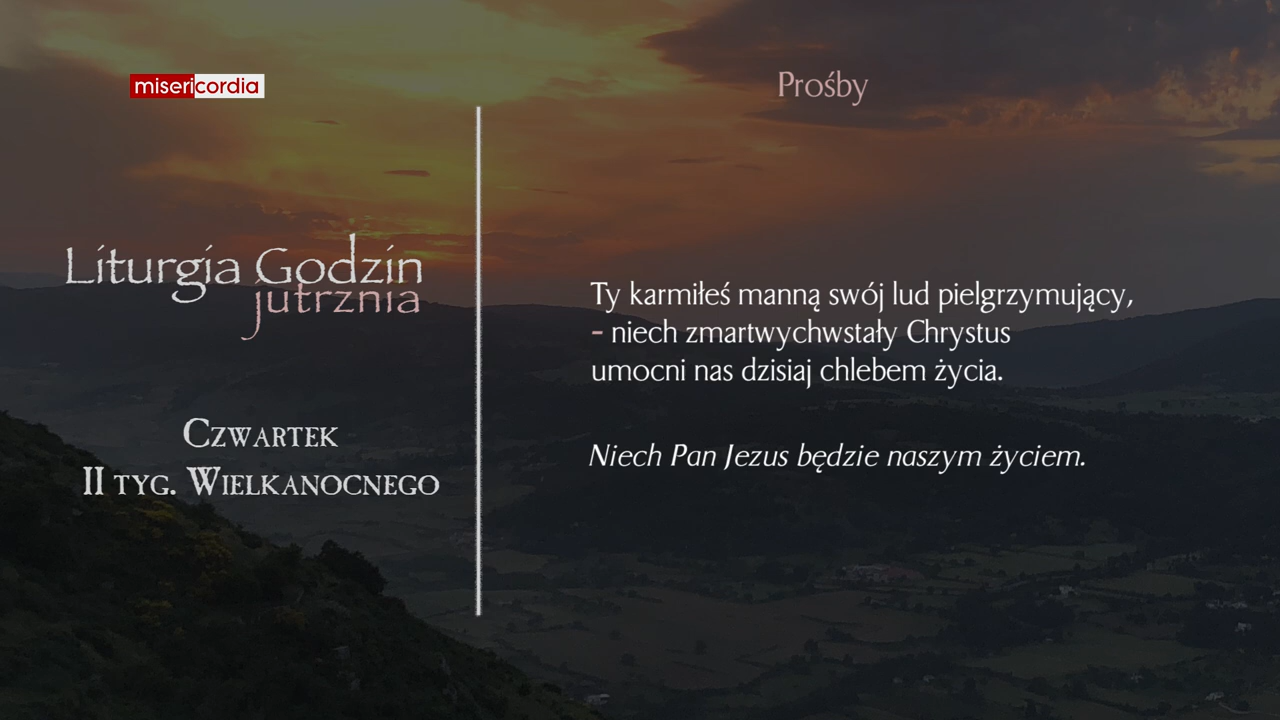 misericordia
Liturgia Godzin
jutrznia
Czwartek
II tyg. Wielkanocnego
Prośby
Ty karmiłeś manną swój lud pielgrzymujący,
- niech zmartwychwstały Chrystus
umocni nas dzisiaj chlebem życia.
Niech Pan Jezus będzie naszym życiem.